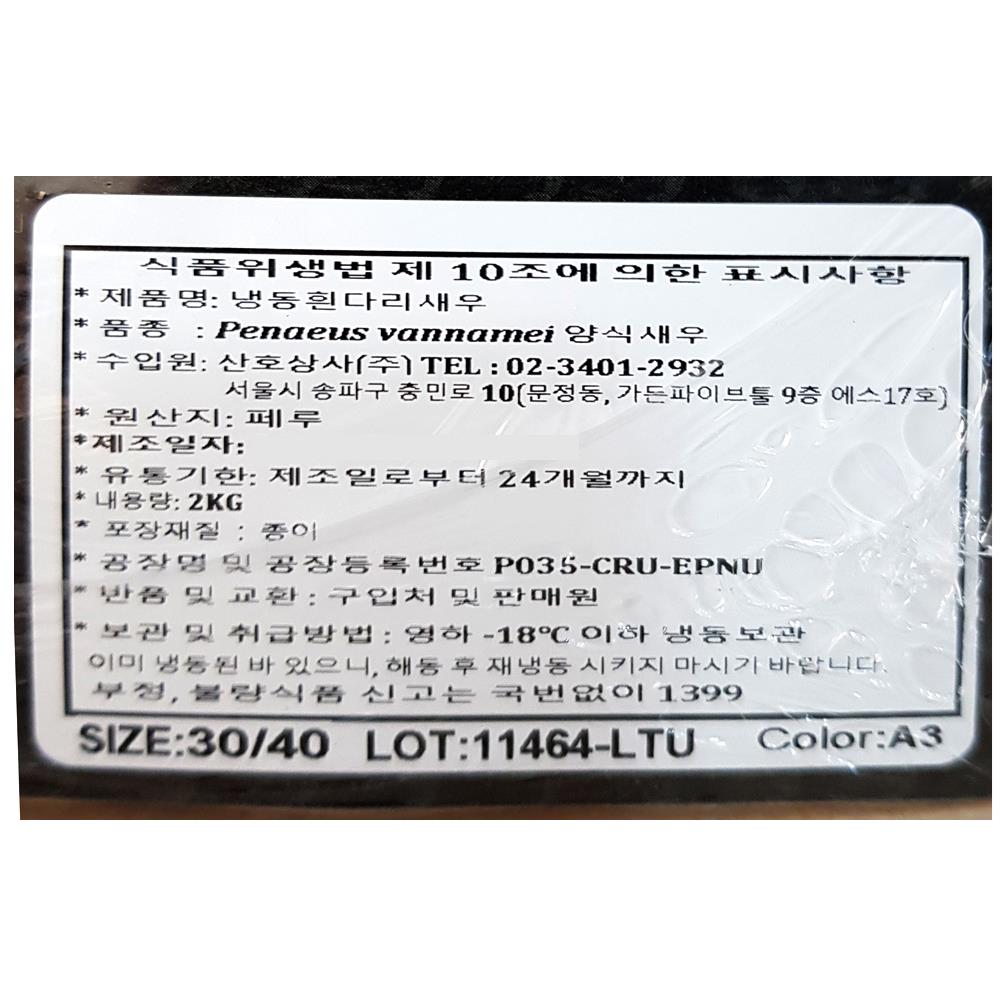 식품위생법 제 10조에 의한 표시사항
* 제품명: 냉동흰다리새우
* 품종 : Penaeus vannamei 양식새우
* 수입원: 산호상사(주) TEL : 02-3401-2932
서울시 송파구 충민로 10(문정동, 가든파이브툴 9층 에스17호)
* 원산지: 페루
*제조일자:
* 유통기한: 제조일로부터 24개월까지
* 내용량: 2KG
* 포장재질 : 종이
* 공장명 및 공장등록번호 P035-CRU-EPNU
* 반품 및 교환 : 구입처 및 판매원
* 보관 및 취급방법 : 영하 -18℃ 이하 냉동보관
이미 냉동된 바 있으니, 해동 후 재냉동 시키지 마시기 바랍니다.
부정, 불량식품 신고는 국번없이 1399
SIZE:30/40 LOT:11464-LTU Color:A3